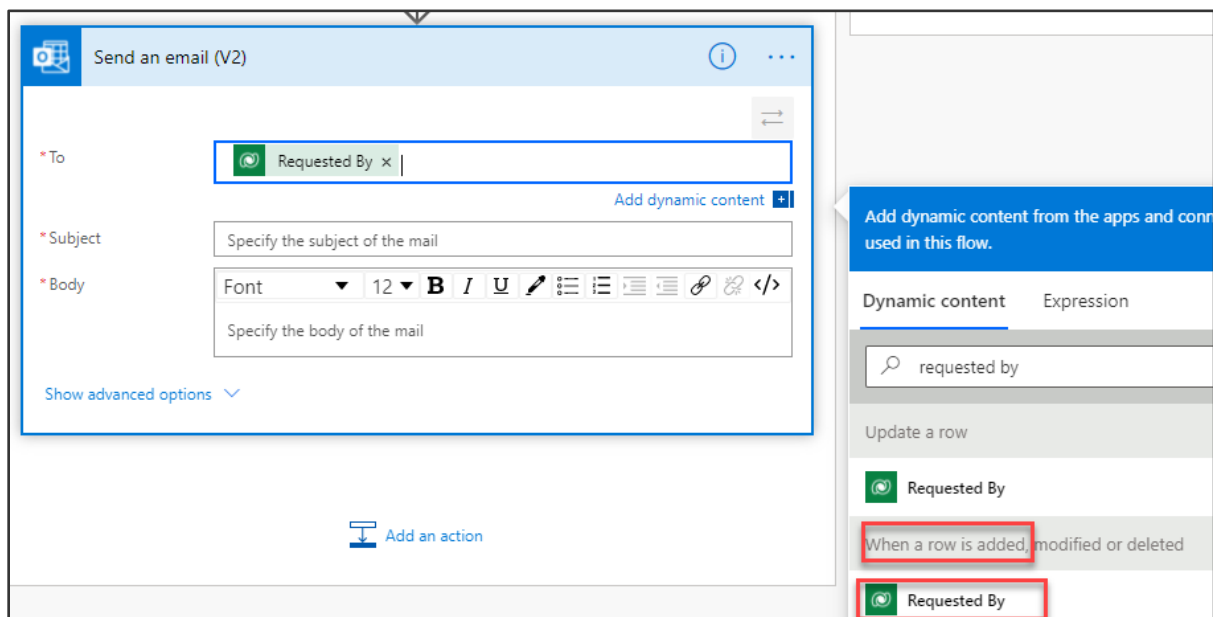 Send an email (V2)
* To
Requested By ×
Add dynamic content
* Subject
Specify the subject of the mail
* Body
Font 12 B I U </>
Specify the body of the mail
Show advanced options
Add an action
Add dynamic content from the apps and
used in this flow.
Dynamic content Expression
requested by
Update a row
Requested By
When a row is added, modified or deleted
Requested By